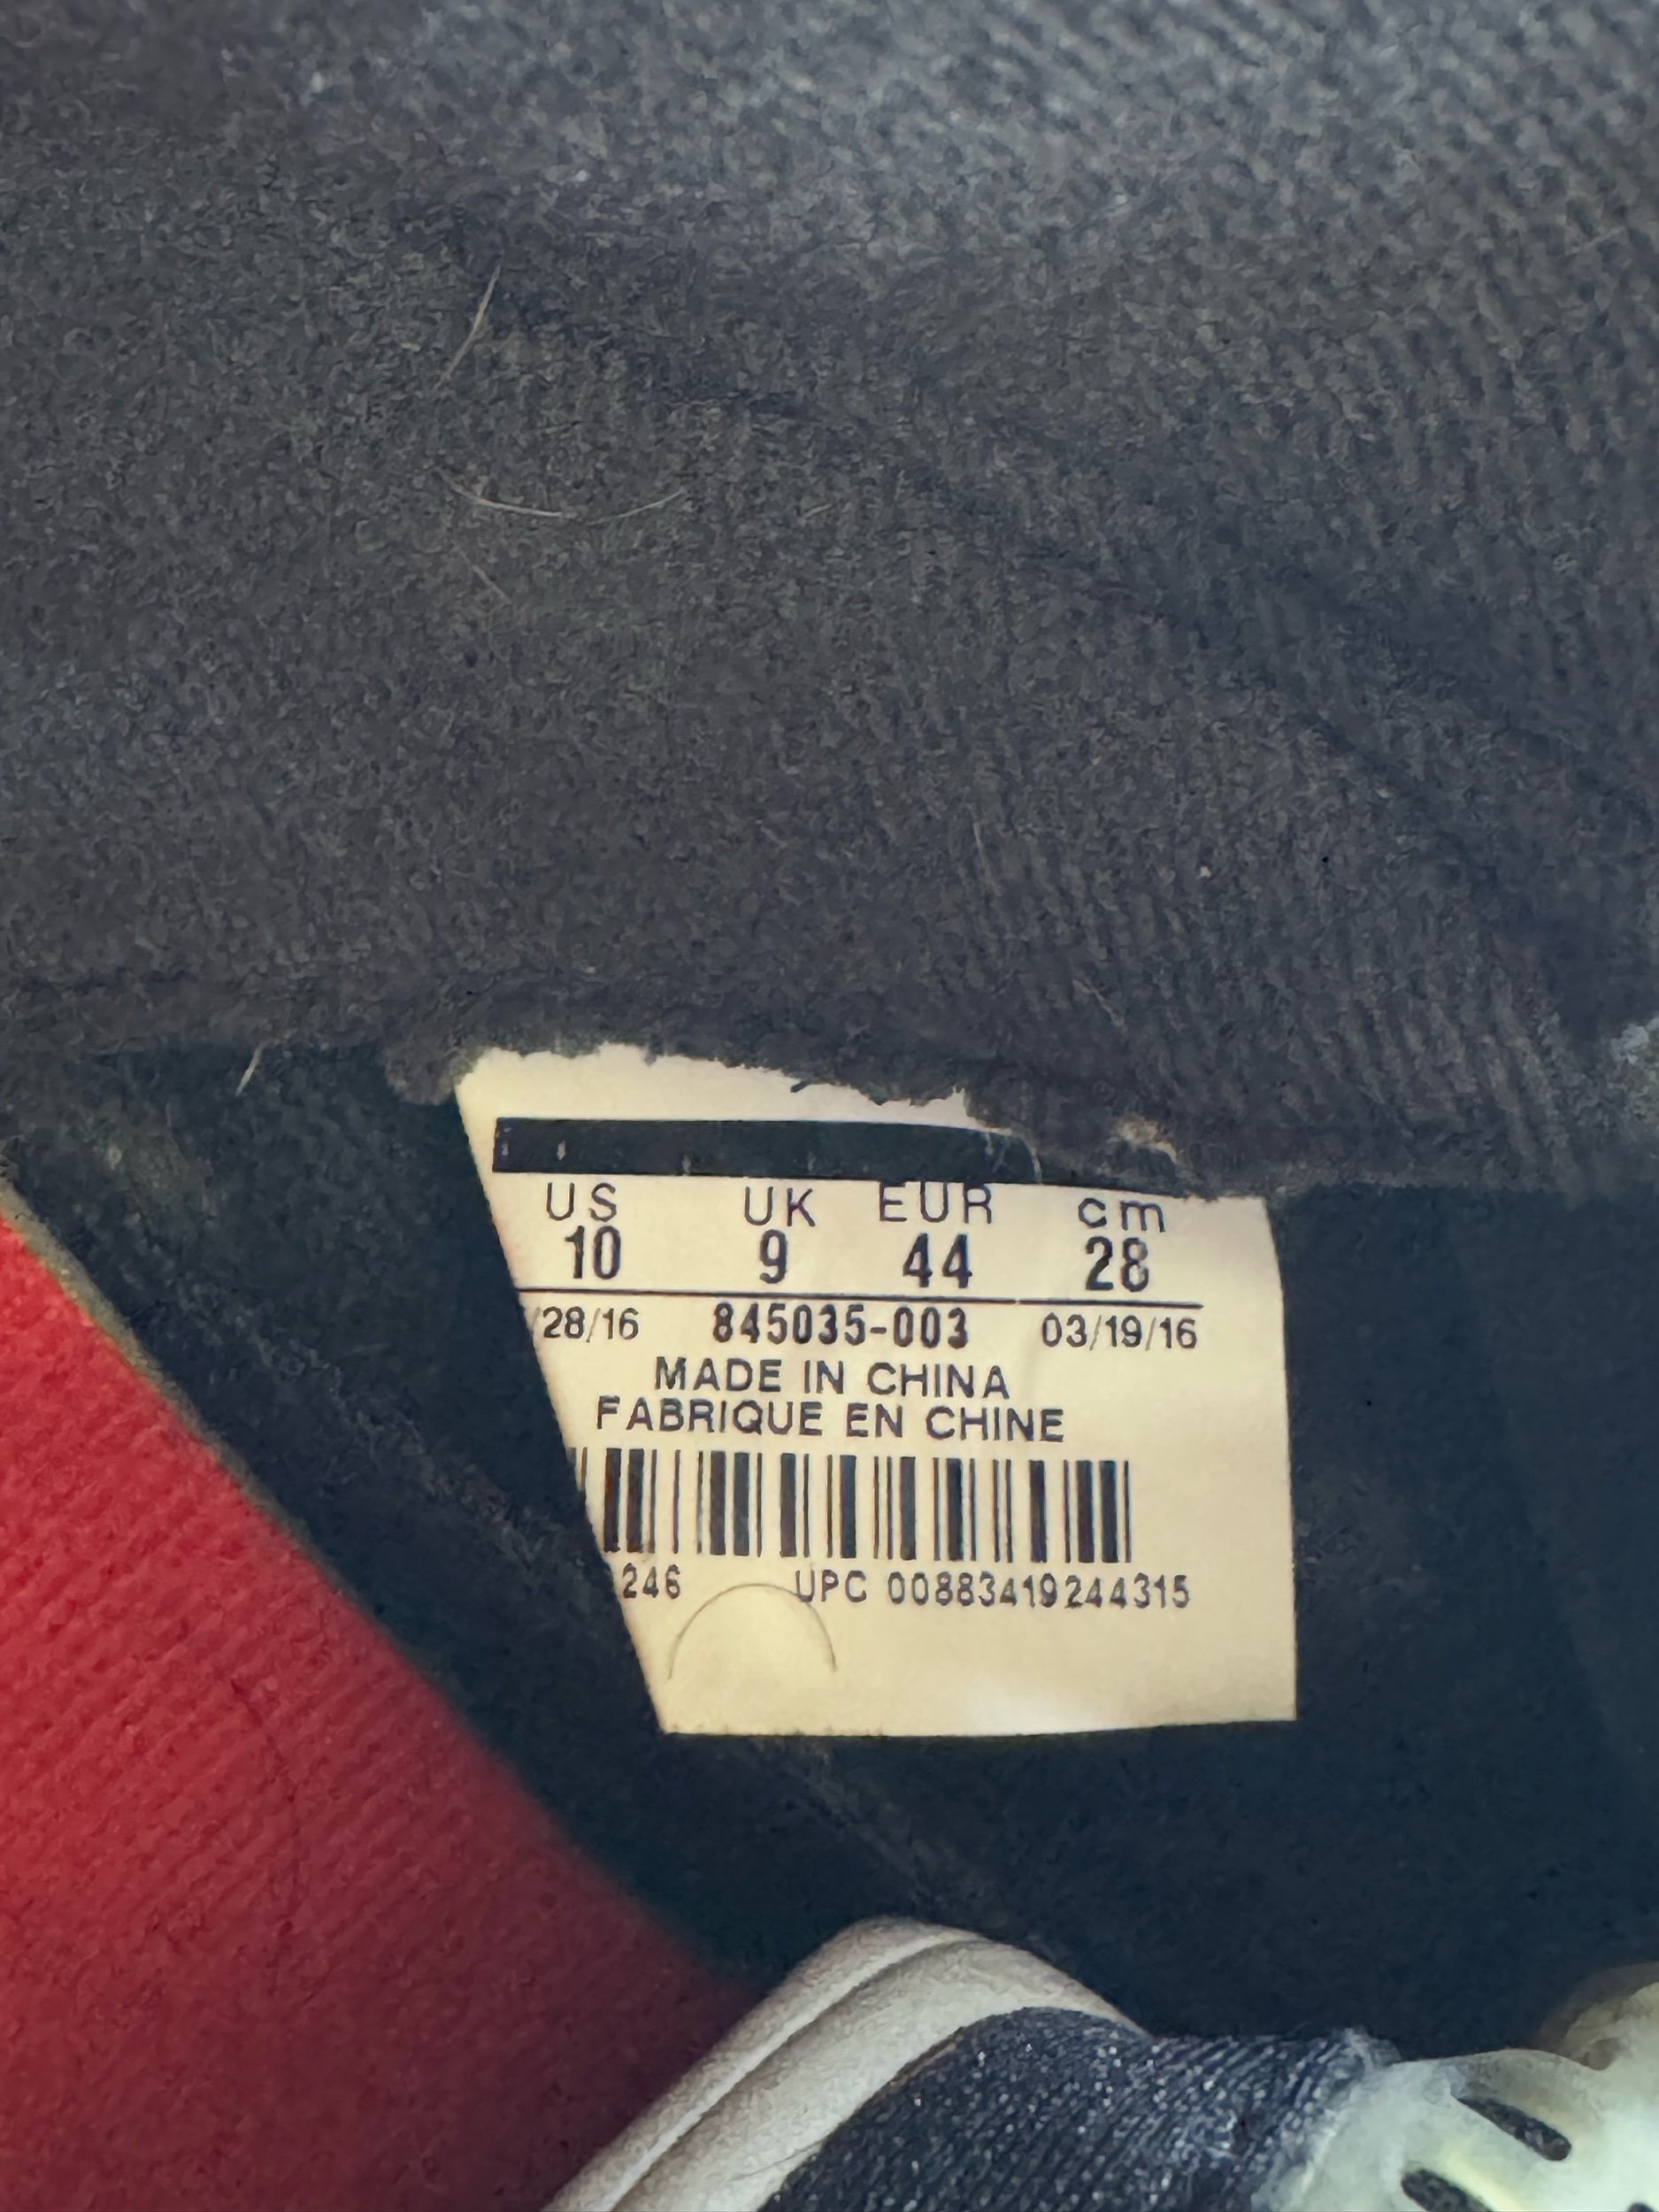 US UK EUR cm
10 9 44 28
/28/16 845035-003 03/19/16
MADE IN CHINA
FABRIQUE EN CHINE
246 UPC 00883419244315